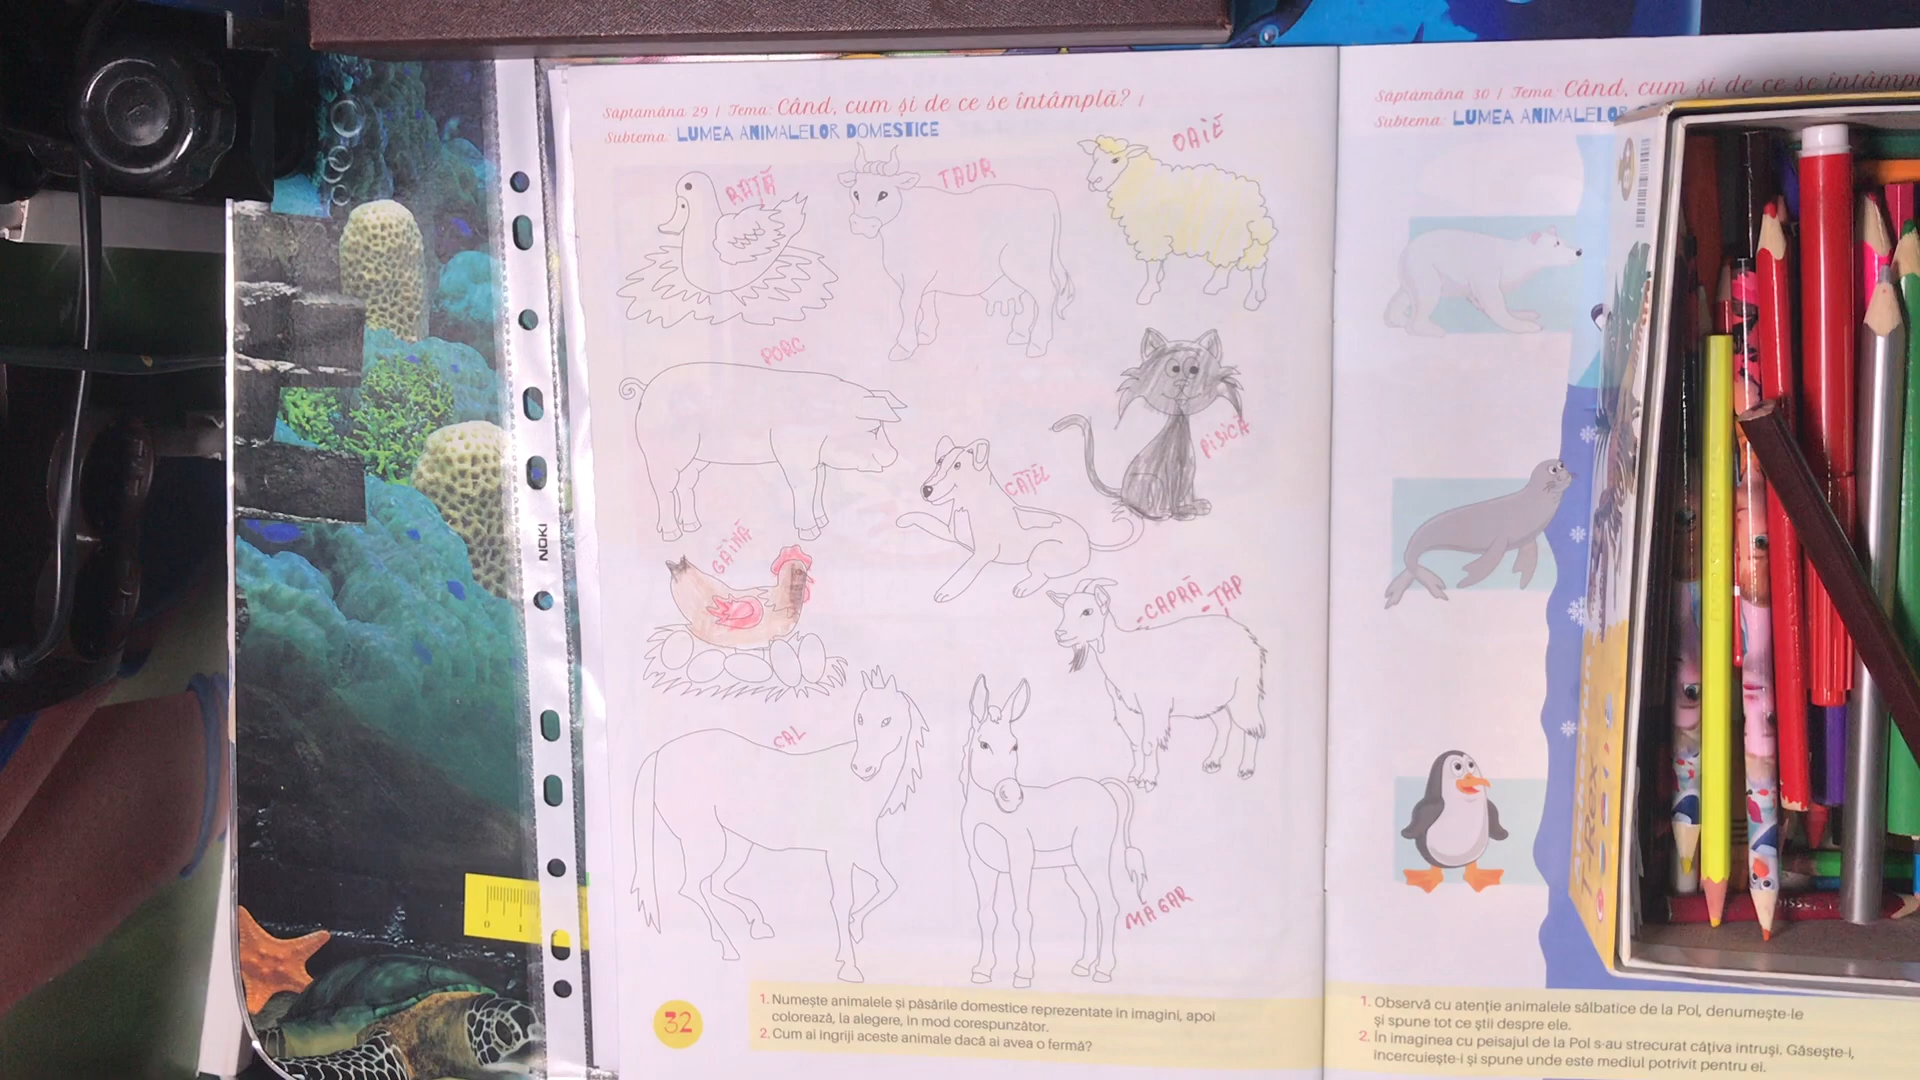 Săptămâna 29 / Tema: Când, cum și de ce se întâmplă? /
Subtema: LUMEA ANIMALELOR DOMESTICE
RAȚĂ
TAUR
OAIE
PORC
PISICĂ
CĂȚEL
GĂINĂ
-CAPRĂ
-ȚAP
CAL
MĂGAR
1. Numește animalele și păsările domestice reprezentate in imagini, apoi
colorează, la alegere, în mod corespunzător.
2. Cum ai îngriji aceste animale dacă ai avea o fermă?
32
Săptămâna 30 / Tema: Când, cum și de ce se întâmp
Subtema: LUMEA ANIMALELO
1. Observă cu atenție animalele sălbatice de la Pol, denumește-le
și spune tot ce știi despre ele.
2. În imaginea cu peisajul de la Pol s-au strecurat câțiva intruși. Găsește-i,
încercuiește-i și spune unde este mediul potrivit pentru ei.
NOKI
0 1
T-REX